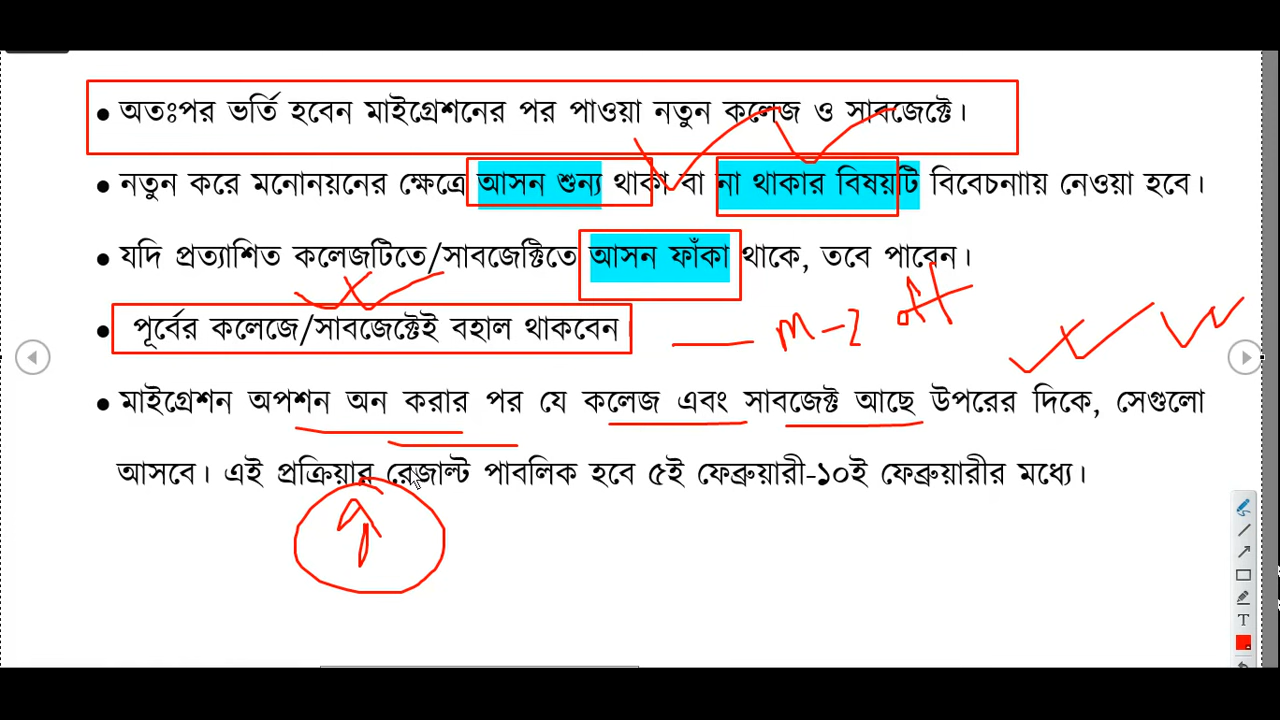 • অতঃপর ভর্তি হবেন মাইগ্রেশনের পর পাওয়া নতুন কলেজ ও সাবজেক্টে।
• নতুন করে মনোনয়নের ক্ষেত্রে আসন শুন্য থাকা বা না থাকার বিষয়টি বিবেচনাায় নেওয়া হবে।
• যদি প্রত্যাশিত কলেজটিতে/সাবজেক্টিতে আসন ফাঁকা থাকে, তবে পাবেন।
• পূর্বের কলেজে/সাবজেক্টেই বহাল থাকবেন M-2 off
• মাইগ্রেশন অপশন অন করার পর যে কলেজ এবং সাবজেক্ট আছে উপরের দিকে, সেগুলো
আসবে। এই প্রক্রিয়ার রেজাল্ট পাবলিক হবে ৫ই ফেব্রুয়ারী-১০ই ফেব্রুয়ারীর মধ্যে।
T